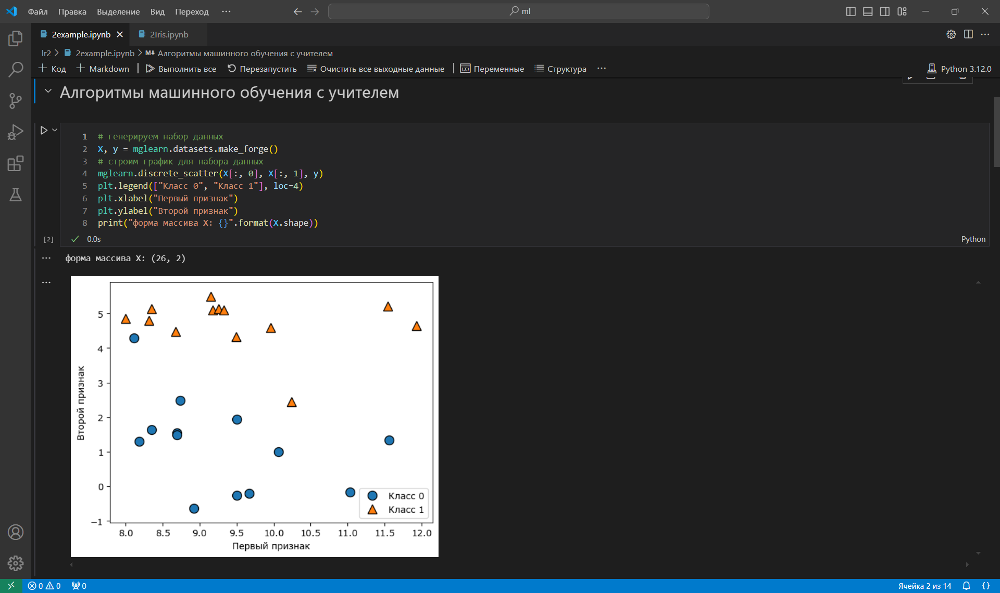 Файл Правка Выделение Вид Переход ··· ml
2example.ipynb 2Iris.ipynb
lr2 > 2example.ipynb > M↓ Алгоритмы машинного обучения с учителем
+ Код + Markdown | Выполнить все Перезапустить Очистить все выходные данные | Переменные Структура ··· Python 3.12.0
Алгоритмы машинного обучения с учителем
1 # генерируем набор данных
2 X, y = mglearn.datasets.make_forge()
3 # строим график для набора данных
4 mglearn.discrete_scatter(X[:, 0], X[:, 1], y)
5 plt.legend(["Класс 0", "Класс 1"], loc=4)
6 plt.xlabel("Первый признак")
7 plt.ylabel("Второй признак")
8 print("форма массива X: {}".format(X.shape))
[2] ✓ 0.0s Python
форма массива X: (26, 2)
5
4
3
2
1
0
−1
Второй признак
Класс 0
Класс 1
8.0 8.5 9.0 9.5 10.0 10.5 11.0 11.5 12.0
Первый признак
0 0 0 Ячейка 2 из 14 {}